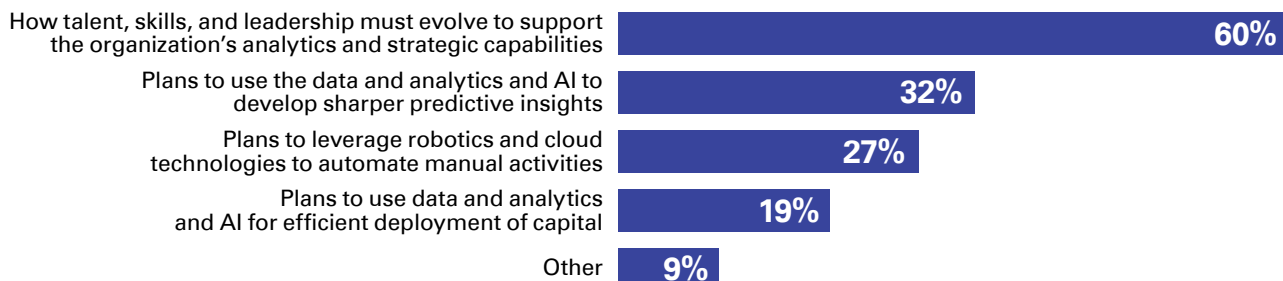 How talent, skills, and leadership must evolve to support
the organization’s analytics and strategic capabilities
60%
Plans to use the data and analytics and AI to
develop sharper predictive insights
32%
Plans to leverage robotics and cloud
technologies to automate manual activities
27%
Plans to use data and analytics
and AI for efficient deployment of capital
19%
Other
9%